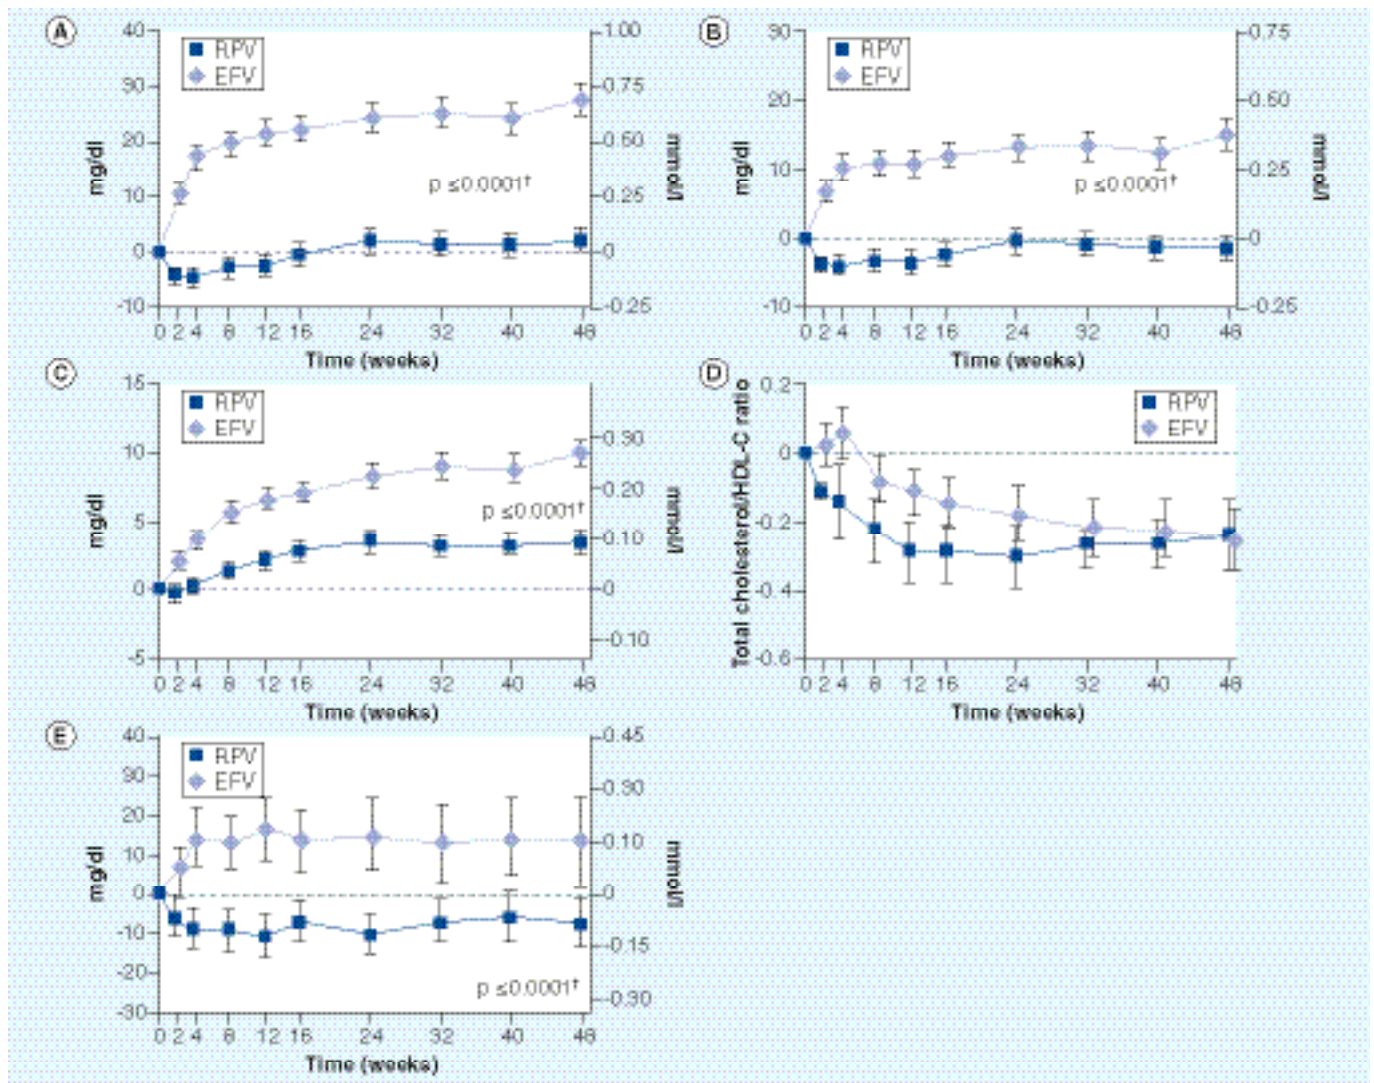 A
40
30
20
10
0
-10
mg/dl
RPV
EFV
p ≤0.0001†
1.00
0.75
0.50
0.25
0
-0.25
mmol/l
0 2 4 8 12 16 24 32 40 48
Time (weeks)
B
30
20
10
0
-10
mg/dl
RPV
EFV
p ≤0.0001†
0.75
0.50
0.25
0
-0.25
mmol/l
0 2 4 8 12 16 24 32 40 48
Time (weeks)
C
15
10
5
0
-5
mg/dl
RPV
EFV
p ≤0.0001†
0.30
0.20
0.10
0
-0.10
mmol/l
0 2 4 8 12 16 24 32 40 48
Time (weeks)
D
0.2
0
-0.2
-0.4
-0.6
Total cholesterol/HDL-C ratio
RPV
EFV
0 2 4 8 12 16 24 32 40 48
Time (weeks)
E
40
30
20
10
0
-10
-20
-30
mg/dl
RPV
EFV
p ≤0.0001†
0.45
0.30
0.10
0
-0.15
-0.30
mmol/l
0 2 4 8 12 16 24 32 40 48
Time (weeks)